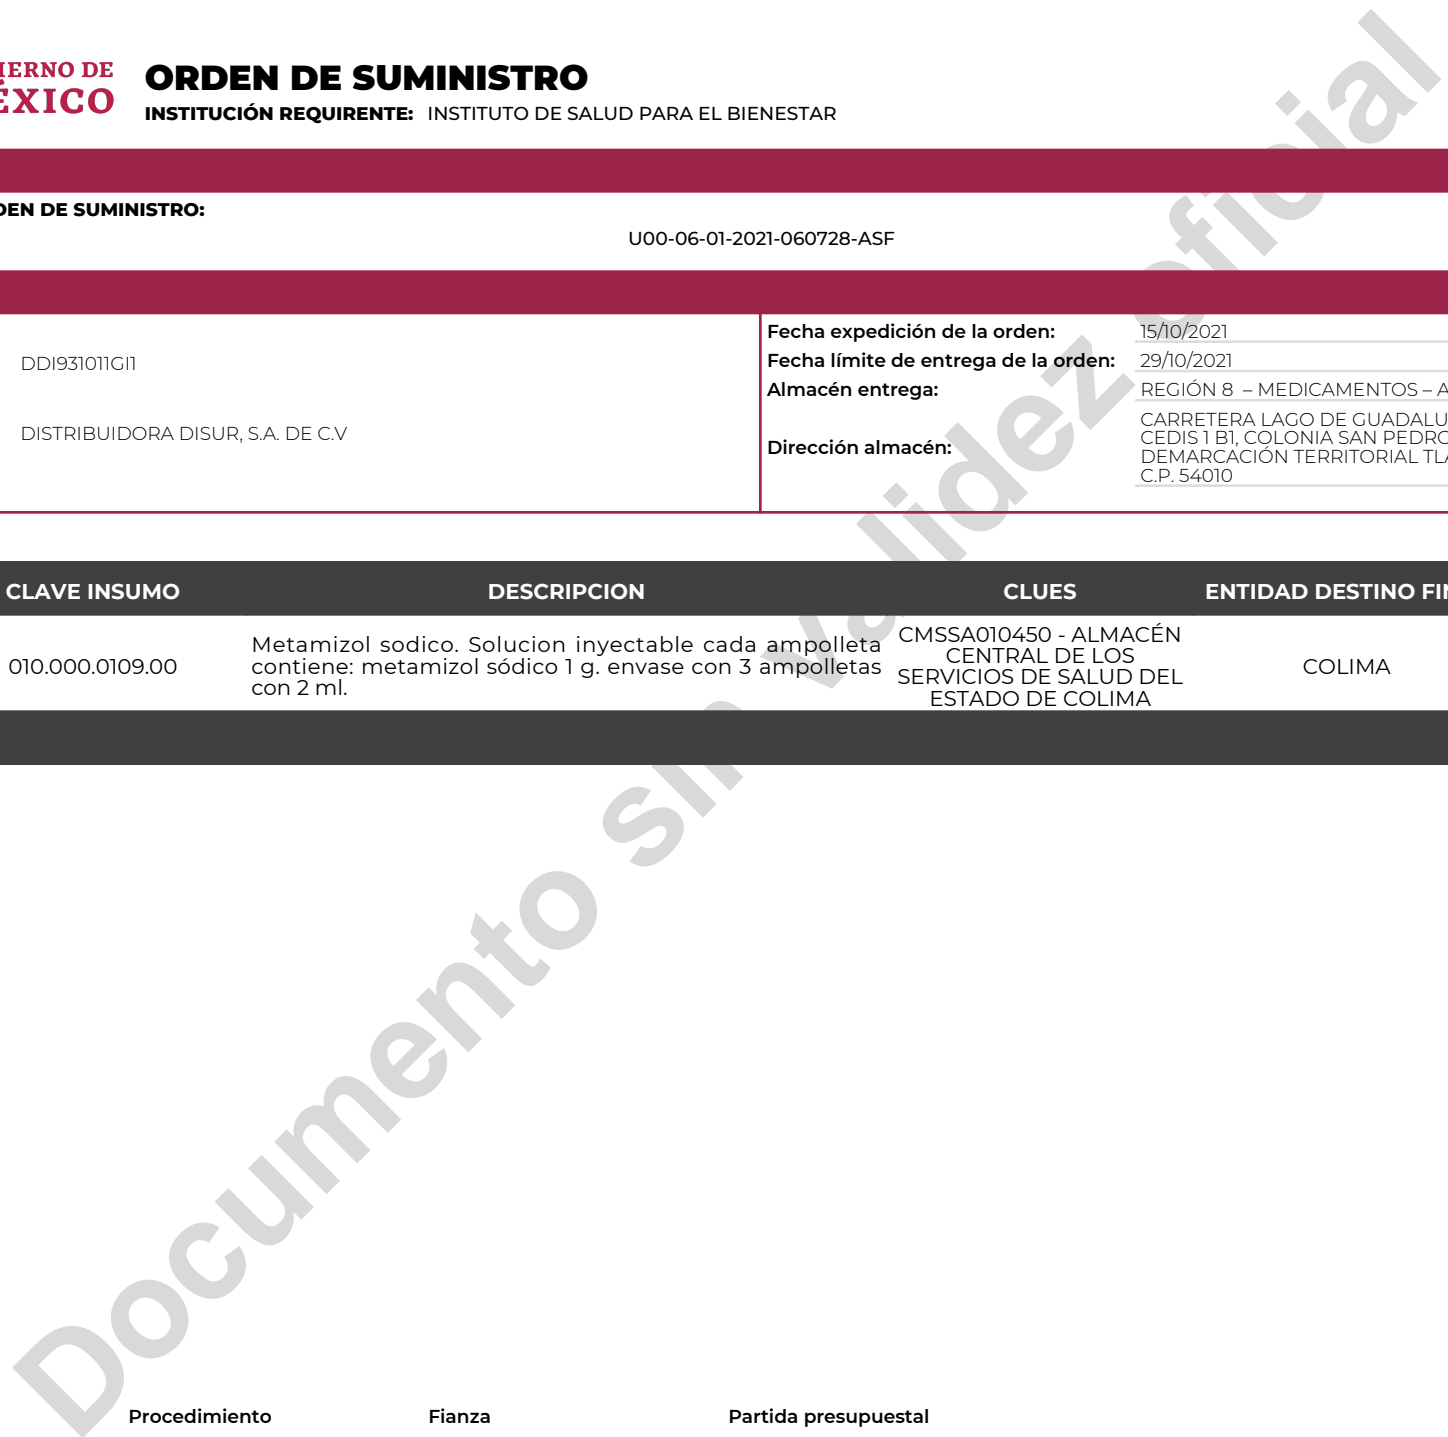 IERNO DE
ÉXICO
ORDEN DE SUMINISTRO
INSTITUCIÓN REQUIRENTE: INSTITUTO DE SALUD PARA EL BIENESTAR
DEN DE SUMINISTRO:
U00-06-01-2021-060728-ASF
DDI931011GI1
DISTRIBUIDORA DISUR, S.A. DE C.V
Fecha expedición de la orden: 15/10/2021
Fecha límite de entrega de la orden: 29/10/2021
Almacén entrega: REGIÓN 8 – MEDICAMENTOS – A
Dirección almacén:
CARRETERA LAGO DE GUADALU
CEDIS 1 B1, COLONIA SAN PEDRO
DEMARCACIÓN TERRITORIAL TLA
C.P. 54010
CLAVE INSUMO DESCRIPCION CLUES ENTIDAD DESTINO FIN
010.000.0109.00
Metamizol sodico. Solucion inyectable cada ampolleta
contiene: metamizol sódico 1 g. envase con 3 ampolletas
con 2 ml.
CMSSA010450 - ALMACÉN
CENTRAL DE LOS
SERVICIOS DE SALUD DEL
ESTADO DE COLIMA
COLIMA
Documento sin validez oficial
Procedimiento Fianza Partida presupuestal